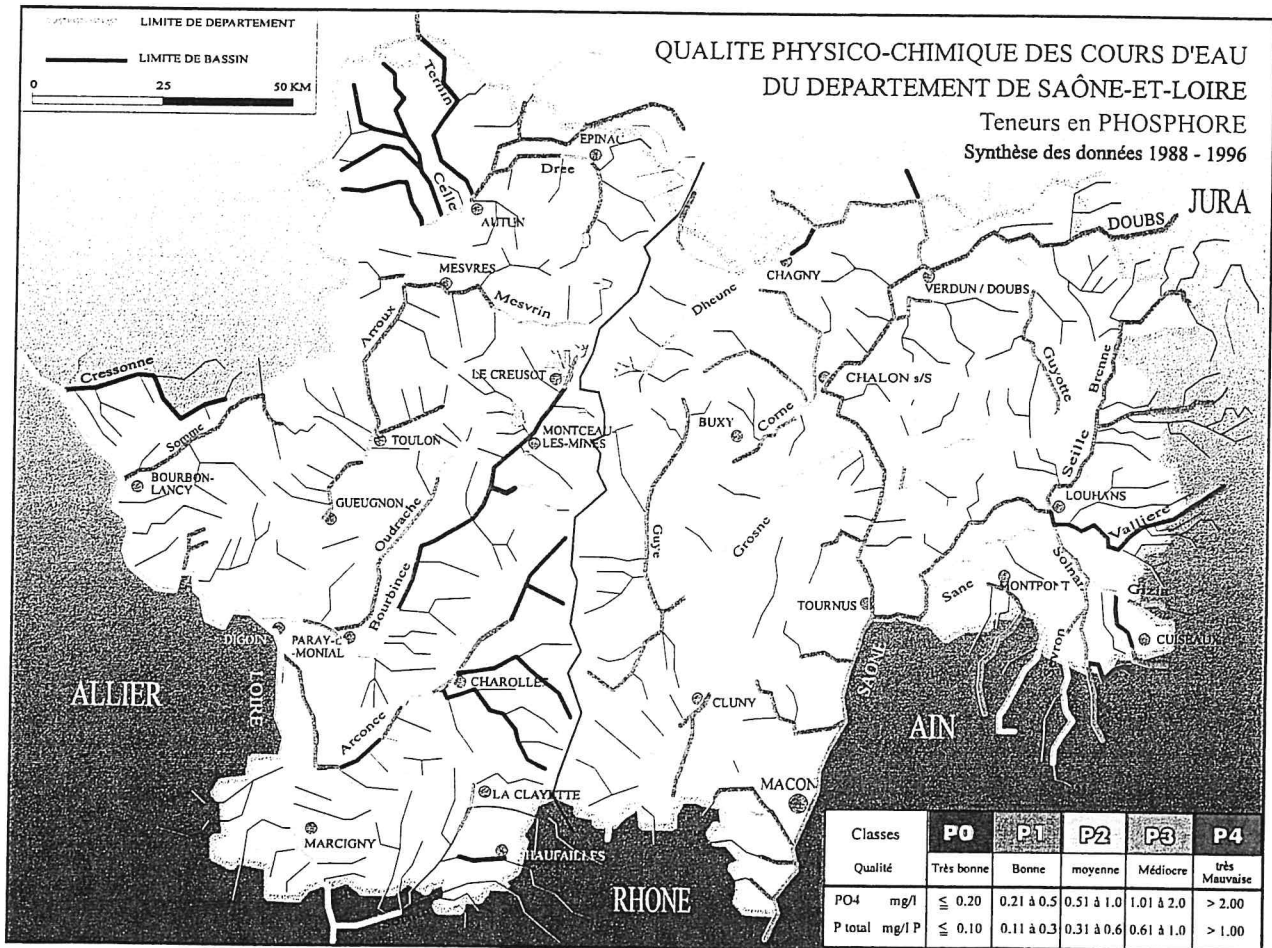 LIMITE DE DEPARTEMENT
LIMITE DE BASSIN
0 25 50 KM
QUALITE PHYSICO-CHIMIQUE DES COURS D'EAU
DU DEPARTEMENT DE SAÔNE-ET-LOIRE
Teneurs en PHOSPHORE
Synthèse des données 1988 - 1996
JURA
Ternin
EPINAC
Dree
Celle
AUTUN
DOUBS
CHAGNY
VERDUN / DOUBS
MESVRES
Mesvrin
Dheune
Arroux
Guyotte
Brenne
Cressonne
LE CREUSOT
CHALON s/S
Somme
TOULON
MONTCEAU-
LES-MINES
BUXY
Corne
Seille
BOURBON-
LANCY
GUEUGNON
Oudrache
LOUHANS
Valliere
Bourbince
Guye
Grosne
Solnan
Sane
MONTPONT
Gizia
TOURNUS
DIGOIN
PARAY-L
-MONIAL
CUISEAUX
ALLIER
LOIRE
CHAROLLES
SAÔNE
CLUNY
AIN
Arconce
LA CLAYETTE
MACON
MARCIGNY
RHONE
Classes P0 P1 P2 P3 P4
Qualité Très bonne Bonne moyenne Médiocre très
Mauvaise
PO4 mg/l ≦ 0.20 0.21 à 0.5 0.51 à 1.0 1.01 à 2.0 > 2.00
P total mg/l P ≦ 0.10 0.11 à 0.3 0.31 à 0.6 0.61 à 1.0 > 1.00